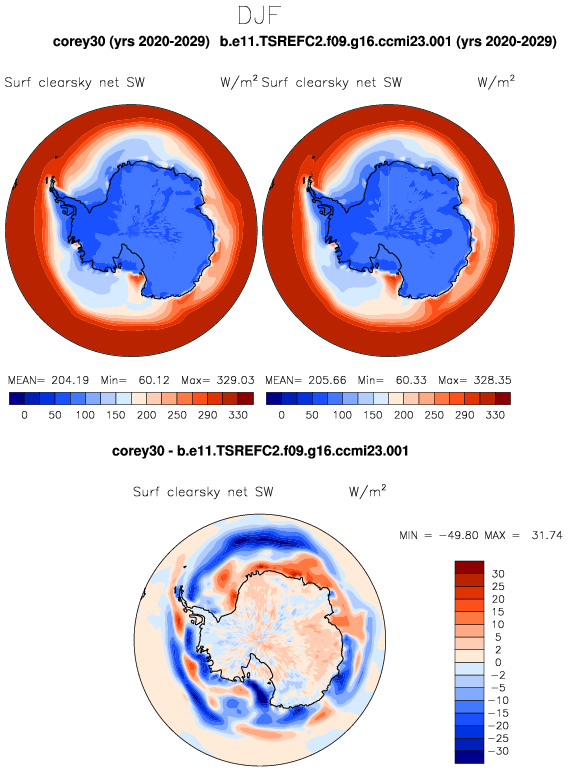 DJF
corey30 (yrs 2020-2029) b.e11.TSREFC2.f09.g16.ccmi23.001 (yrs 2020-2029)
Surf clearsky net SW W/m² Surf clearsky net SW W/m²
MEAN= 204.19 Min= 60.12 Max= 329.03 MEAN= 205.66 Min= 60.33 Max= 328.35
0 50 100 150 200 250 290 330 0 50 100 150 200 250 290 330
corey30 - b.e11.TSREFC2.f09.g16.ccmi23.001
Surf clearsky net SW W/m²
MIN = -49.80 MAX = 31.74
30
25
20
15
10
5
2
0
-2
-5
-10
-15
-20
-25
-30